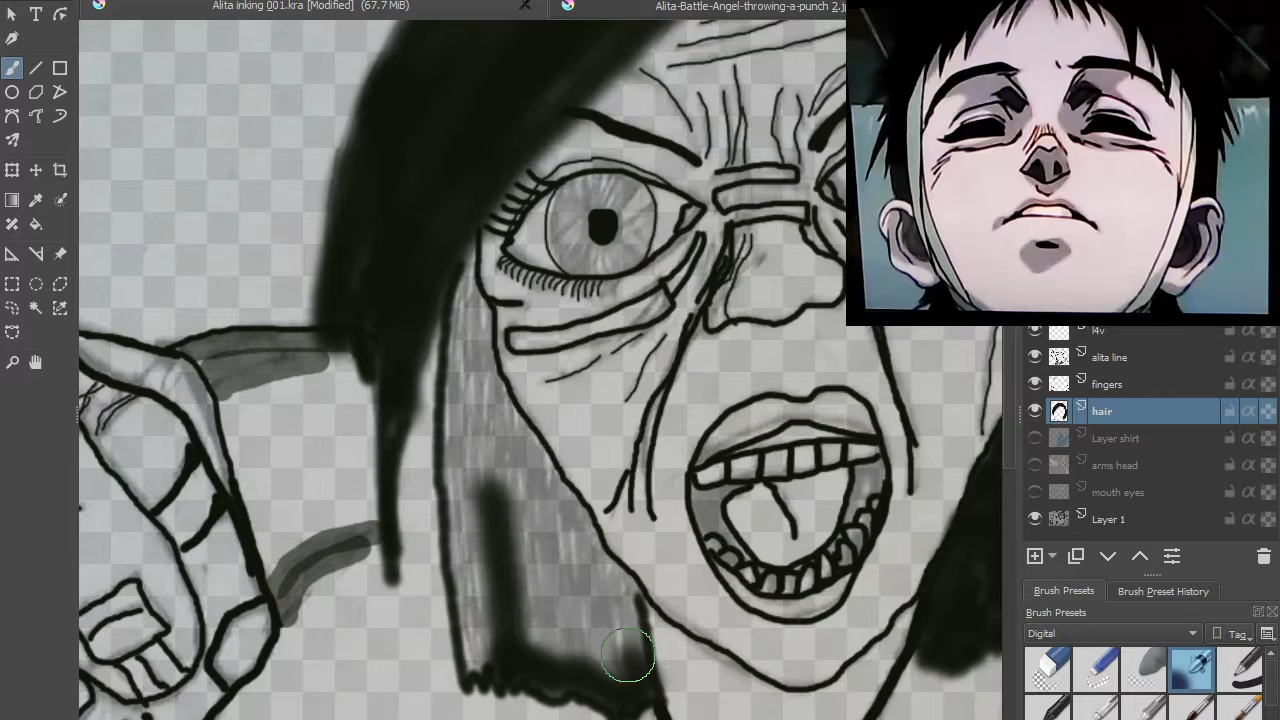 Alita inking 001.kra [Modified] (67.7 MiB)
Alita-Battle-Angel-throwing-a-punch 2.j
l4v
alita line
fingers
hair
Layer shirt
arms head
mouth eyes
Layer 1
Brush Presets
Brush Preset History
Brush Presets
Digital
Tag